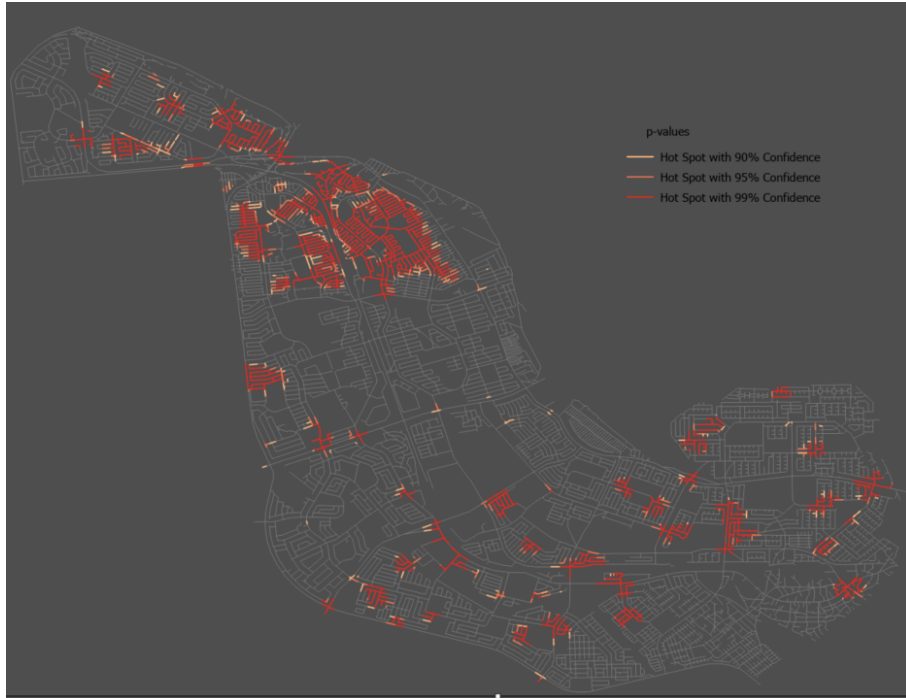 p-values
Hot Spot with 90% Confidence
Hot Spot with 95% Confidence
Hot Spot with 99% Confidence